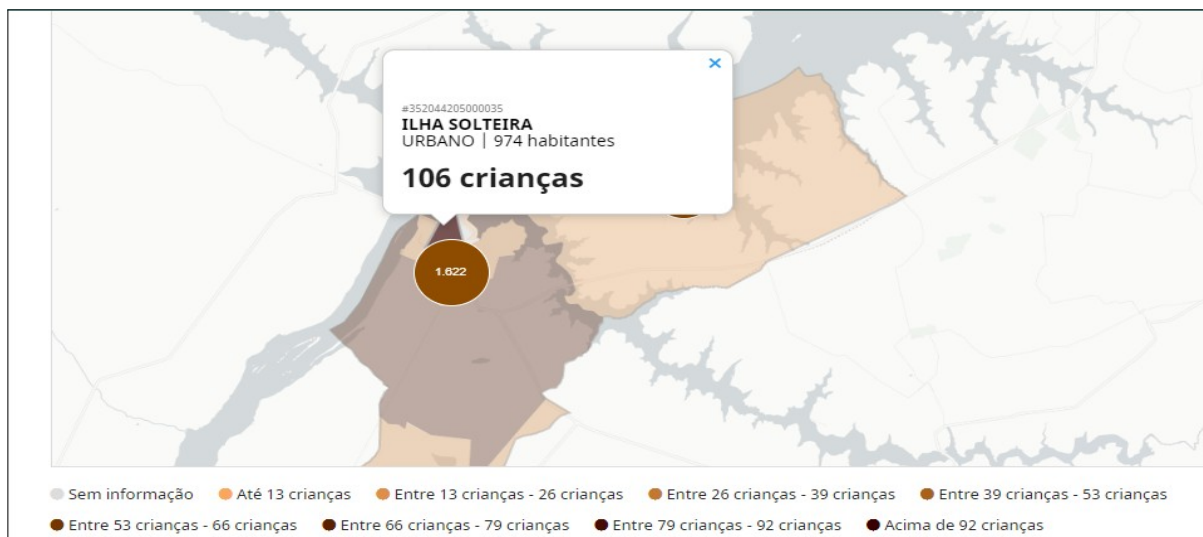 #352044205000035
ILHA SOLTEIRA
URBANO | 974 habitantes
106 crianças
1.622
Sem informação Até 13 crianças Entre 13 crianças - 26 crianças Entre 26 crianças - 39 crianças Entre 39 crianças - 53 crianças
Entre 53 crianças - 66 crianças Entre 66 crianças - 79 crianças Entre 79 crianças - 92 crianças Acima de 92 crianças